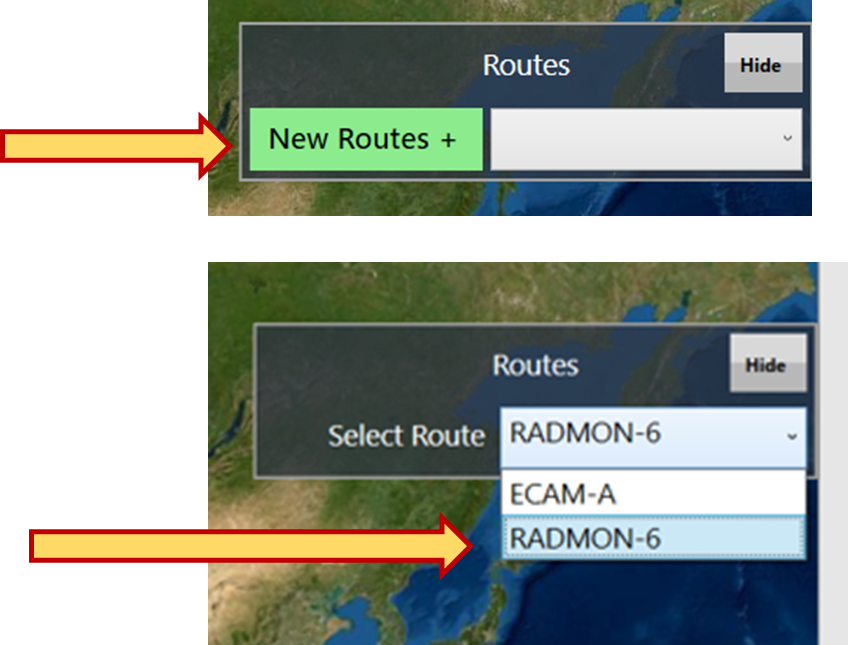 Routes
Hide
New Routes +
Routes
Hide
Select Route
RADMON-6
ECAM-A
RADMON-6